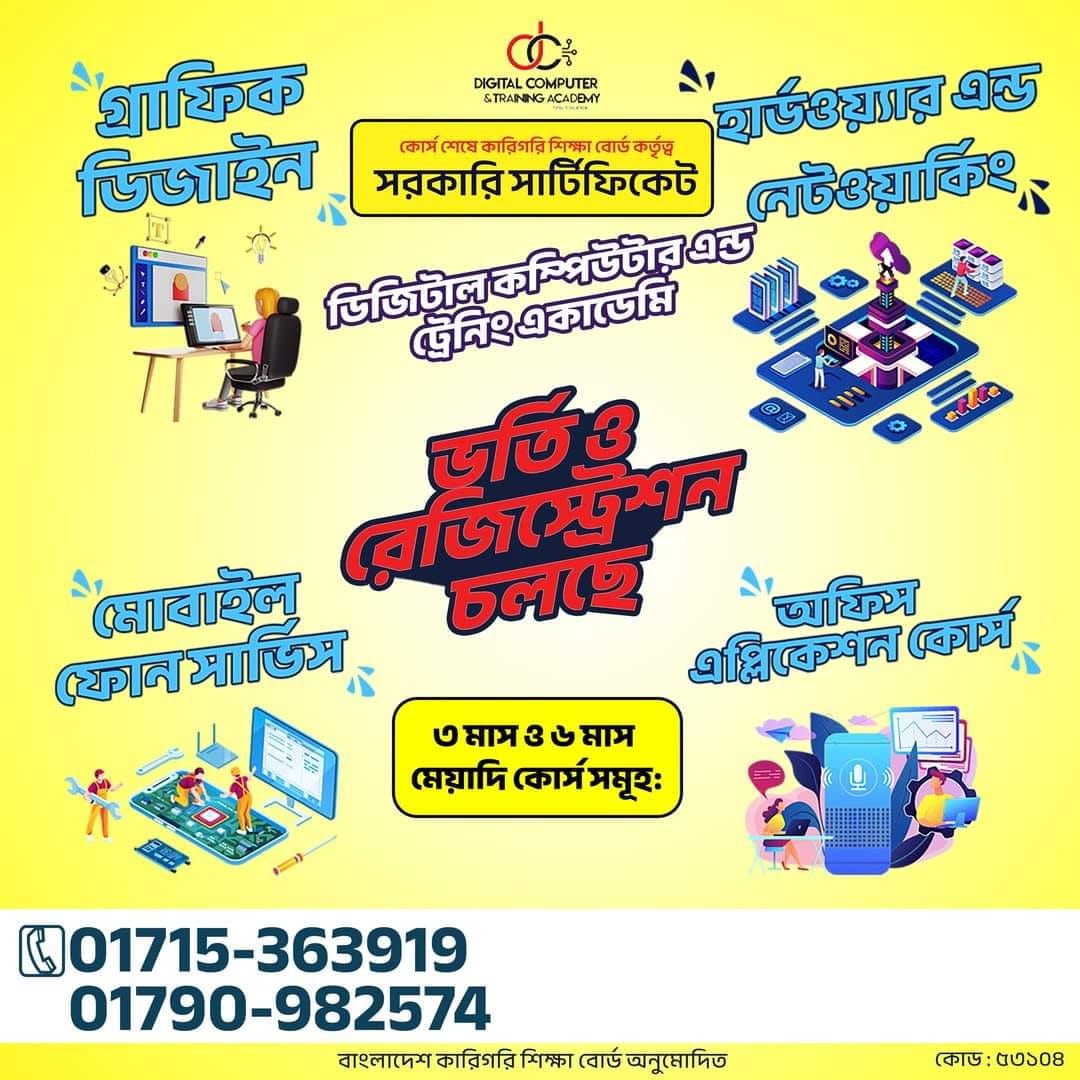 DIGITAL COMPUTER
& TRAINING ACADEMY
গ্রাফিক
ডিজাইন
কোর্স শেষে কারিগরি শিক্ষা বোর্ড কর্তৃত্ব
সরকারি সার্টিফিকেট
হার্ডওয়্যার এন্ড
নেটওয়ার্কিং
ডিজিটাল কম্পিউটার এন্ড
ট্রেনিং একাডেমি
ভর্তি ও
রেজিস্ট্রেশন
চলছে
মোবাইল
ফোন সার্ভিস
অফিস
এপ্লিকেশন কোর্স
৩ মাস ও ৬ মাস
মেয়াদি কোর্স সমূহ:
01715-363919
01790-982574
বাংলাদেশ কারিগরি শিক্ষা বোর্ড অনুমোদিত
কোড : ৫৩১০৪